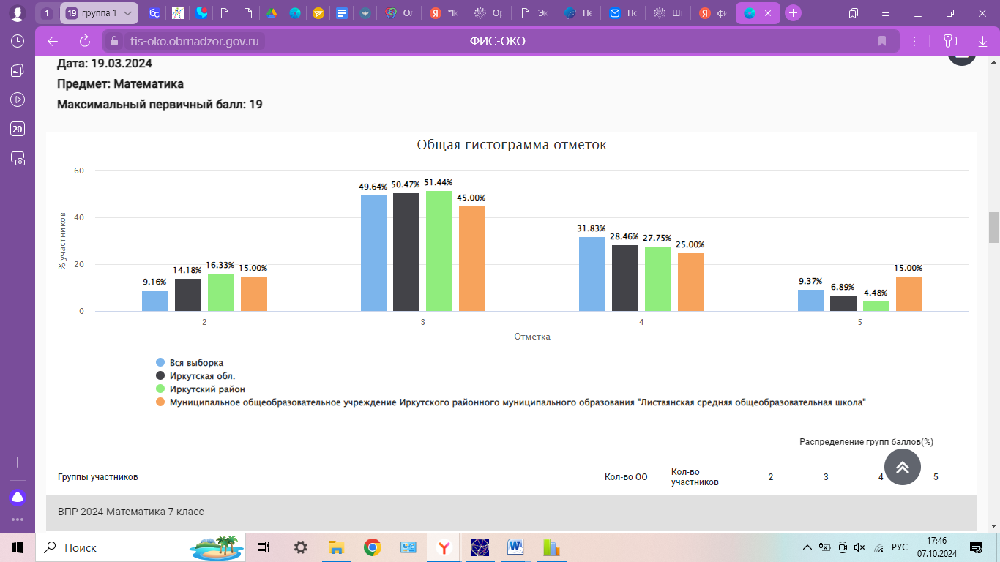 1
19 группа 1
Ол
*lк
Ор
Эк
Пе
По
Ш
фи
fis-oko.obrnadzor.gov.ru
ФИС-ОКО
20
Дата: 19.03.2024
Предмет: Математика
Максимальный первичный балл: 19
Общая гистограмма отметок
% участников
60
40
20
0
9.16% 14.18% 16.33% 15.00%
49.64% 50.47% 51.44% 45.00%
31.83% 28.46% 27.75% 25.00%
9.37% 6.89% 4.48% 15.00%
2 3 4 5
Отметка
Вся выборка
Иркутская обл.
Иркутский район
Муниципальное общеобразовательное учреждение Иркутского районного муниципального образования "Листвянская средняя общеобразовательная школа"
Распределение групп баллов(%)
Группы участников Кол-во ОО Кол-во участников 2 3 4 5
ВПР 2024 Математика 7 класс
Поиск
РУС
17:46
07.10.2024